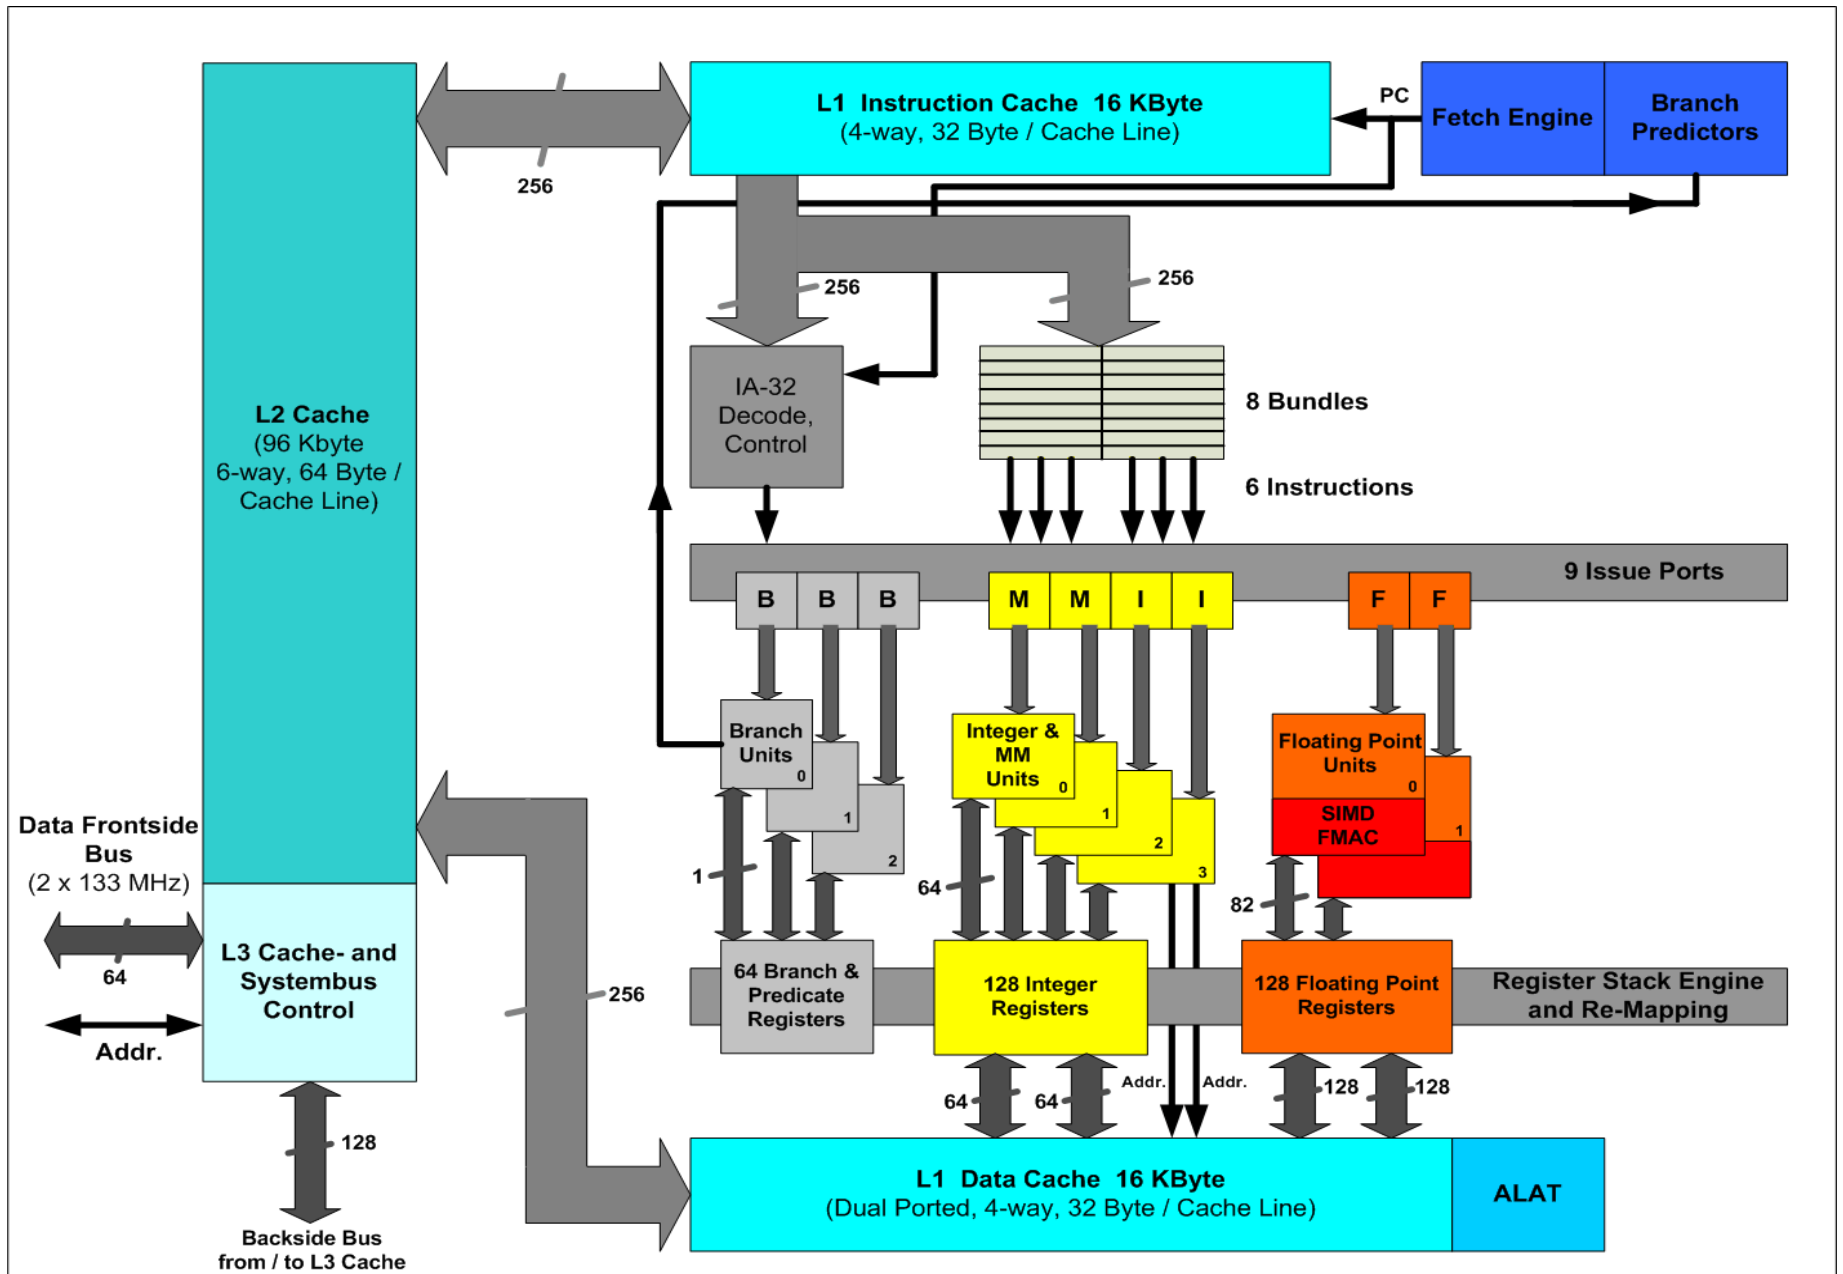 L1 Instruction Cache 16 KByte
(4-way, 32 Byte / Cache Line)
PC
Fetch Engine
Branch
Predictors
256
256
256
L2 Cache
(96 Kbyte
6-way, 64 Byte /
Cache Line)
IA-32
Decode,
Control
8 Bundles
6 Instructions
9 Issue Ports
B B B
M M I I
F F
Branch
Units
0
1
2
Integer &
MM
Units
0
1
2
3
Floating Point
Units
0
SIMD
FMAC
1
Data Frontside
Bus
(2 x 133 MHz)
64
Addr.
L3 Cache- and
Systembus
Control
1
64
82
256
64 Branch &
Predicate
Registers
128 Integer
Registers
128 Floating Point
Registers
Register Stack Engine
and Re-Mapping
64
64
Addr.
Addr.
128
128
128
Backside Bus
from / to L3 Cache
L1 Data Cache 16 KByte
(Dual Ported, 4-way, 32 Byte / Cache Line)
ALAT